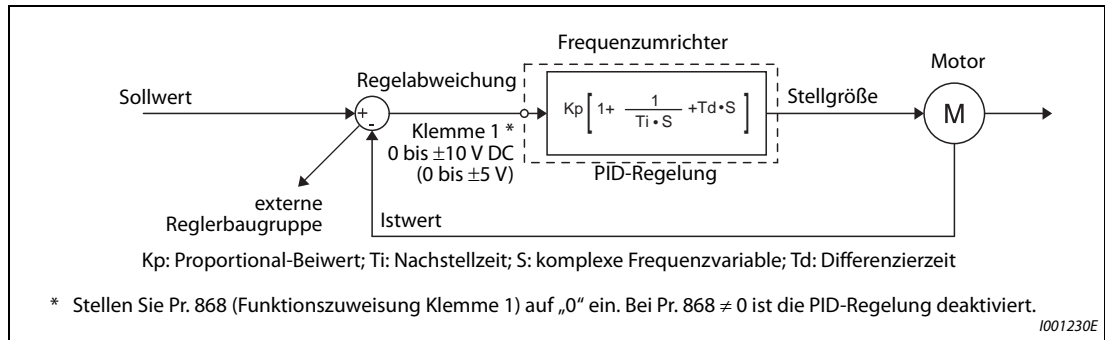 Frequenzumrichter
Motor
Regelabweichung
Sollwert
Stellgröße
+
-
Kp [ 1+ 1 / Ti • S +Td•S ]
M
Klemme 1 *
0 bis ±10 V DC
(0 bis ±5 V)
PID-Regelung
externe
Reglerbaugruppe
Istwert
Kp: Proportional-Beiwert; Ti: Nachstellzeit; S: komplexe Frequenzvariable; Td: Differenzierzeit
* Stellen Sie Pr. 868 (Funktionszuweisung Klemme 1) auf „0“ ein. Bei Pr. 868 ≠ 0 ist die PID-Regelung deaktiviert.
I001230E